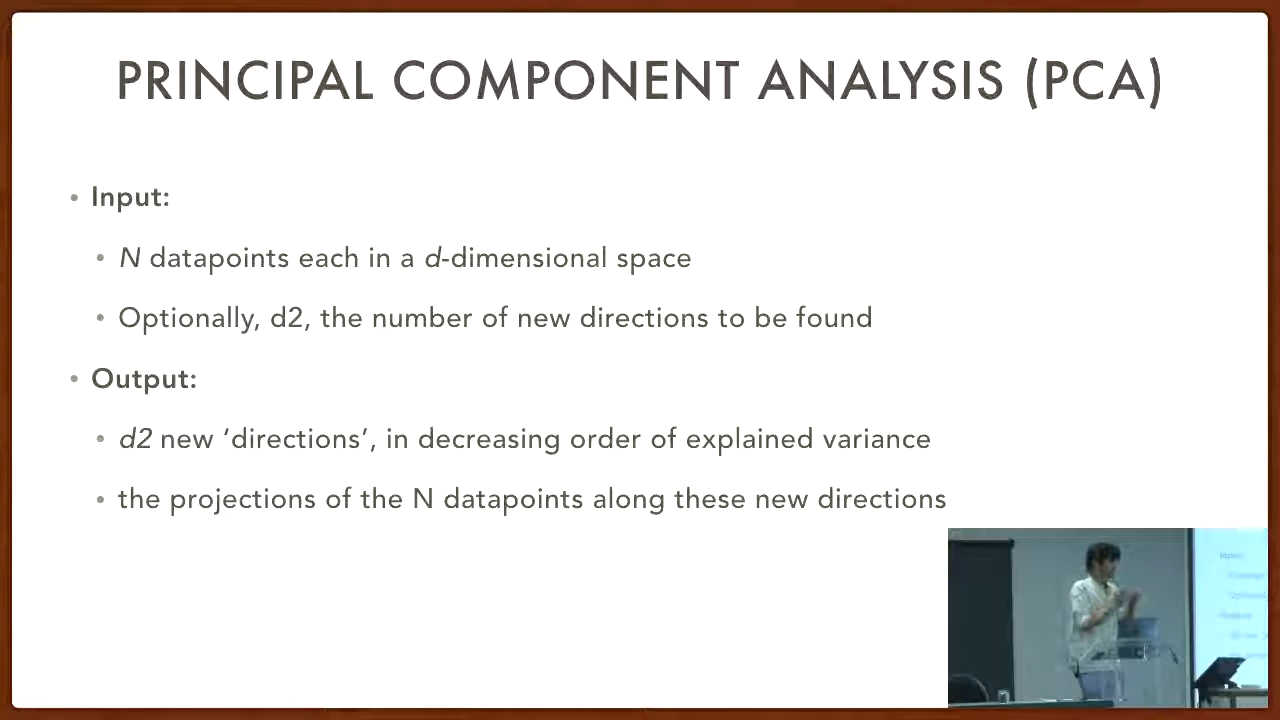 PRINCIPAL COMPONENT ANALYSIS (PCA)
• Input:
• N datapoints each in a d-dimensional space
• Optionally, d2, the number of new directions to be found
• Output:
• d2 new ‘directions’, in decreasing order of explained variance
• the projections of the N datapoints along these new directions